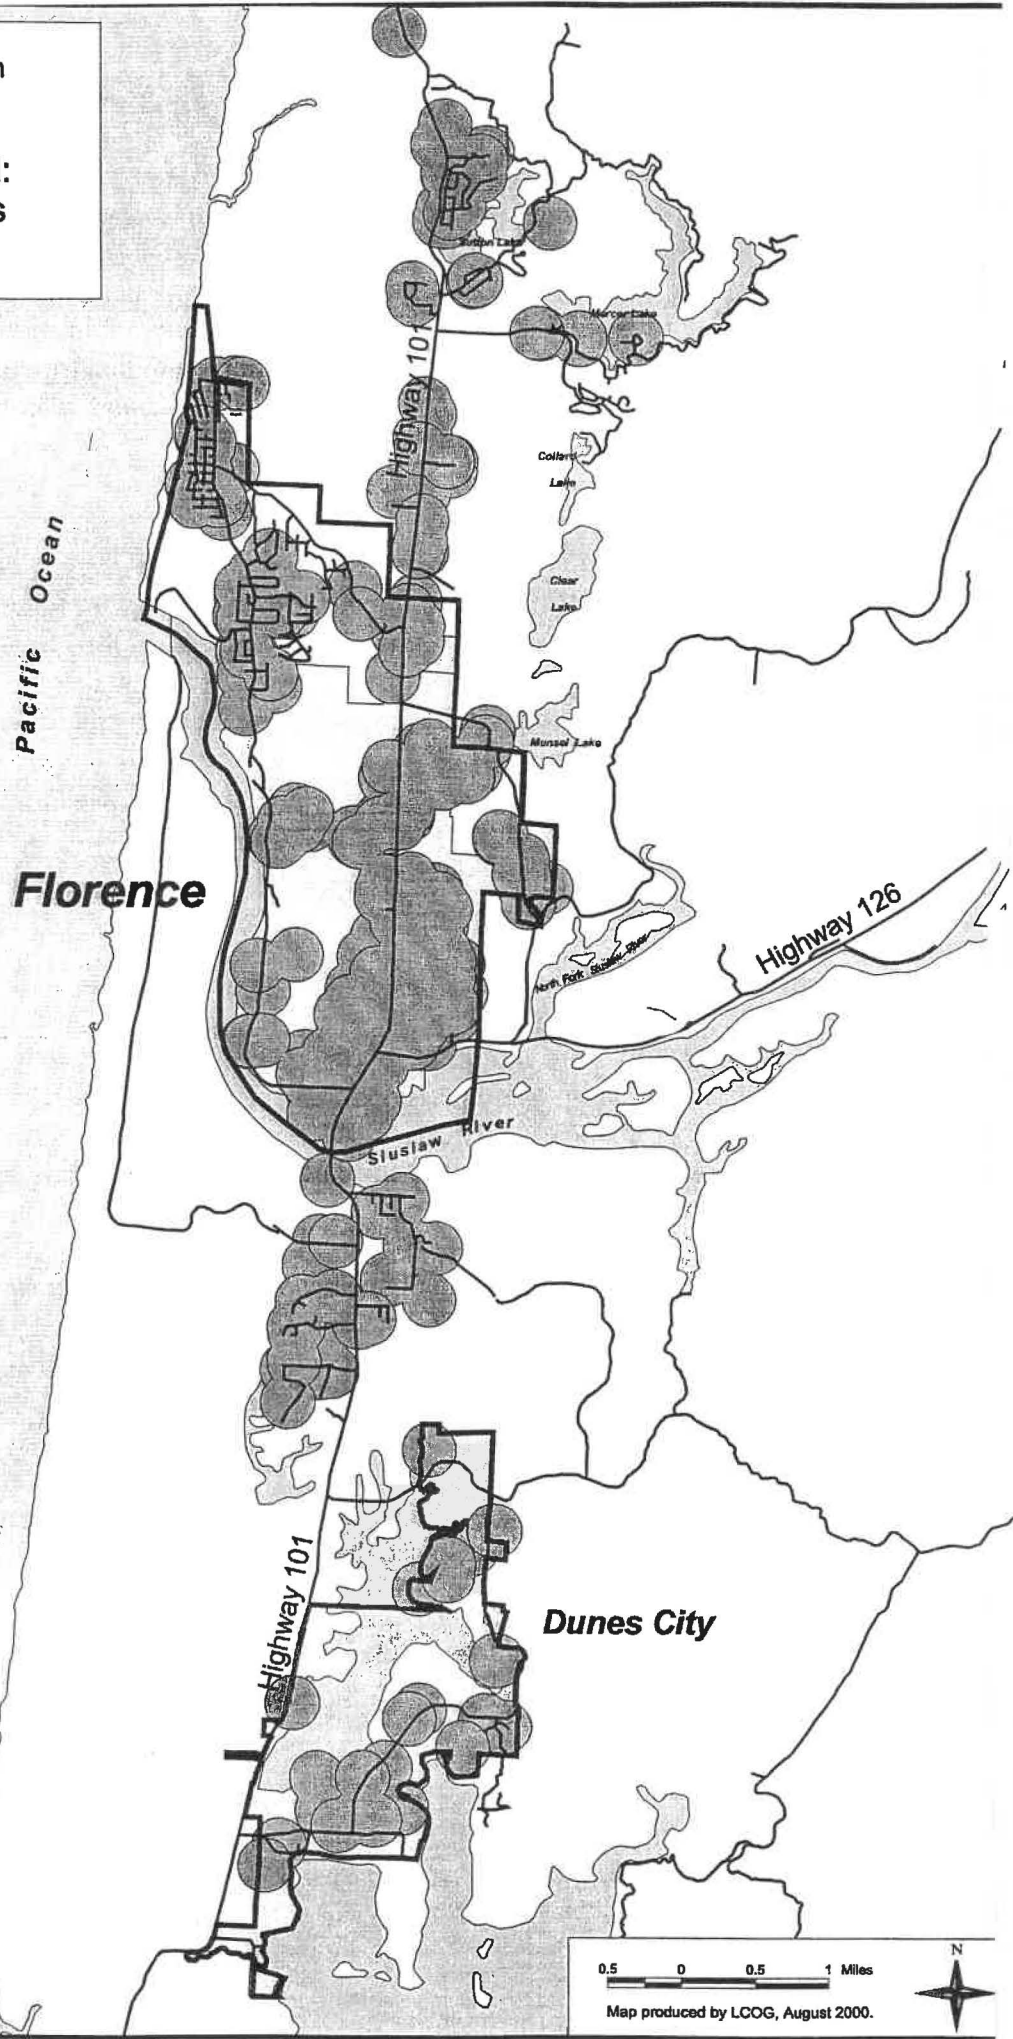 Sutton Lake
Mercer Lake
Highway 101
Collard
Lake
Clear
Lake
Pacific Ocean
Munsel Lake
Florence
Highway 126
North Fork Siuslaw River
Siuslaw River
Highway 101
Dunes City
N
0.5 0 0.5 1 Miles
Map produced by LCOG, August 2000.